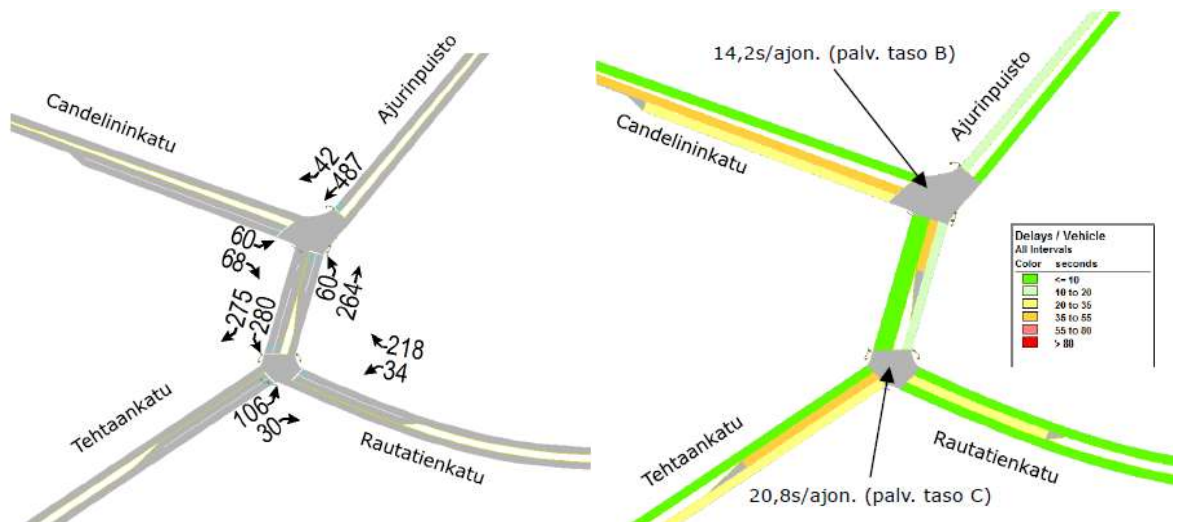 Candelininkatu
Ajurinpuisto
42
487
60
68
60
264
275
280
218
34
106
30
Tehtaankatu
Rautatienkatu
14,2s/ajon. (palv. taso B)
Ajurinpuisto
Candelininkatu
Delays / Vehicle
All Intervals
Color seconds
<= 10
10 to 20
20 to 35
35 to 55
55 to 80
> 80
Tehtaankatu
Rautatienkatu
20,8s/ajon. (palv. taso C)